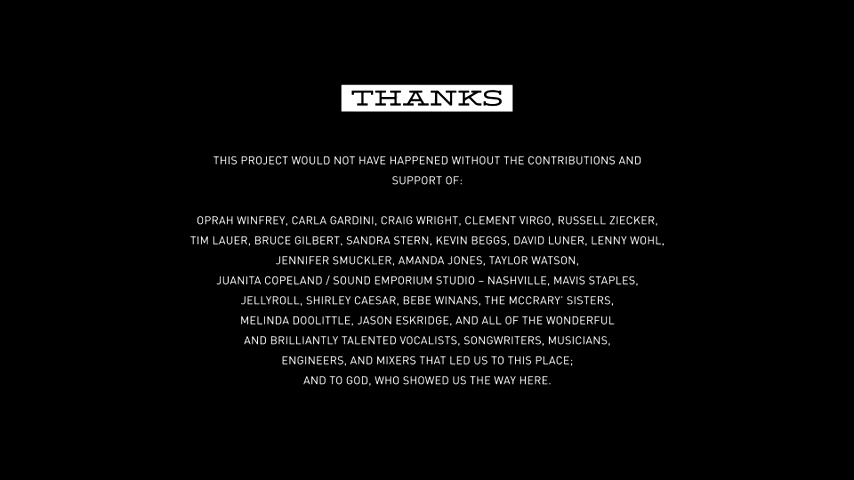 THANKS
THIS PROJECT WOULD NOT HAVE HAPPENED WITHOUT THE CONTRIBUTIONS AND
SUPPORT OF:
OPRAH WINFREY, CARLA GARDINI, CRAIG WRIGHT, CLEMENT VIRGO, RUSSELL ZIECKER,
TIM LAUER, BRUCE GILBERT, SANDRA STERN, KEVIN BEGGS, DAVID LUNER, LENNY WOHL,
JENNIFER SMUCKLER, AMANDA JONES, TAYLOR WATSON,
JUANITA COPELAND / SOUND EMPORIUM STUDIO – NASHVILLE, MAVIS STAPLES,
JELLYROLL, SHIRLEY CAESAR, BEBE WINANS, THE MCCRARY' SISTERS,
MELINDA DOOLITTLE, JASON ESKRIDGE, AND ALL OF THE WONDERFUL
AND BRILLIANTLY TALENTED VOCALISTS, SONGWRITERS, MUSICIANS,
ENGINEERS, AND MIXERS THAT LED US TO THIS PLACE;
AND TO GOD, WHO SHOWED US THE WAY HERE.